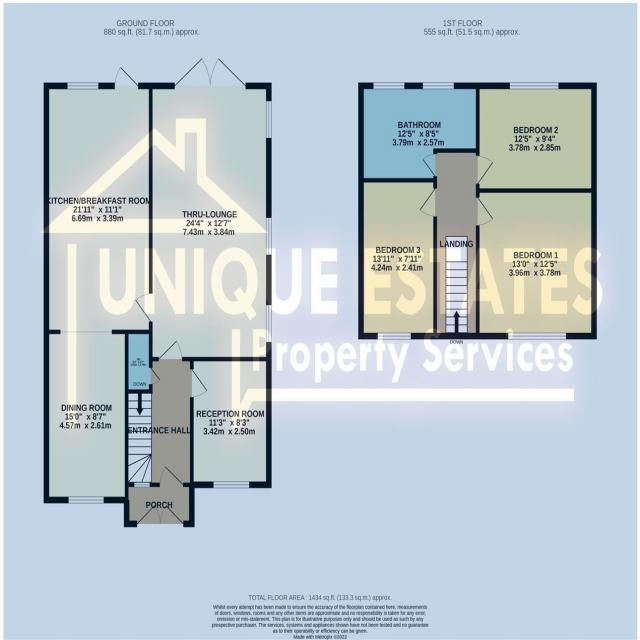 GROUND FLOOR
880 sq.ft. (81.7 sq.m.) approx.
1ST FLOOR
555 sq.ft. (51.5 sq.m.) approx.
BATHROOM
12'5" x 8'5"
3.79m x 2.57m
BEDROOM 2
12'5" x 9'4"
3.78m x 2.85m
KITCHEN/BREAKFAST ROOM
21'11" x 11'1"
6.69m x 3.39m
THRU-LOUNGE
24'4" x 12'7"
7.43m x 3.84m
BEDROOM 3
13'11" x 7'11"
4.24m x 2.41m
LANDING
BEDROOM 1
13'0" x 12'5"
3.96m x 3.78m
UNIQUE ESTATES
Property Services
DOWN
DOWN
DINING ROOM
15'0" x 8'7"
4.57m x 2.61m
ENTRANCE HALL
RECEPTION ROOM
11'3" x 8'3"
3.42m x 2.50m
PORCH
TOTAL FLOOR AREA : 1434 sq.ft. (133.3 sq.m.) approx.
Whilst every attempt has been made to ensure the accuracy of the floorplan contained here, measurements
of doors, windows, rooms and any other items are approximate and no responsibility is taken for any error,
omission or mis-statement. This plan is for illustrative purposes only and should be used as such by any
prospective purchaser. The services, systems and appliances shown have not been tested and no guarantee
as to their operability or efficiency can be given.
Made with Metropix ©2022